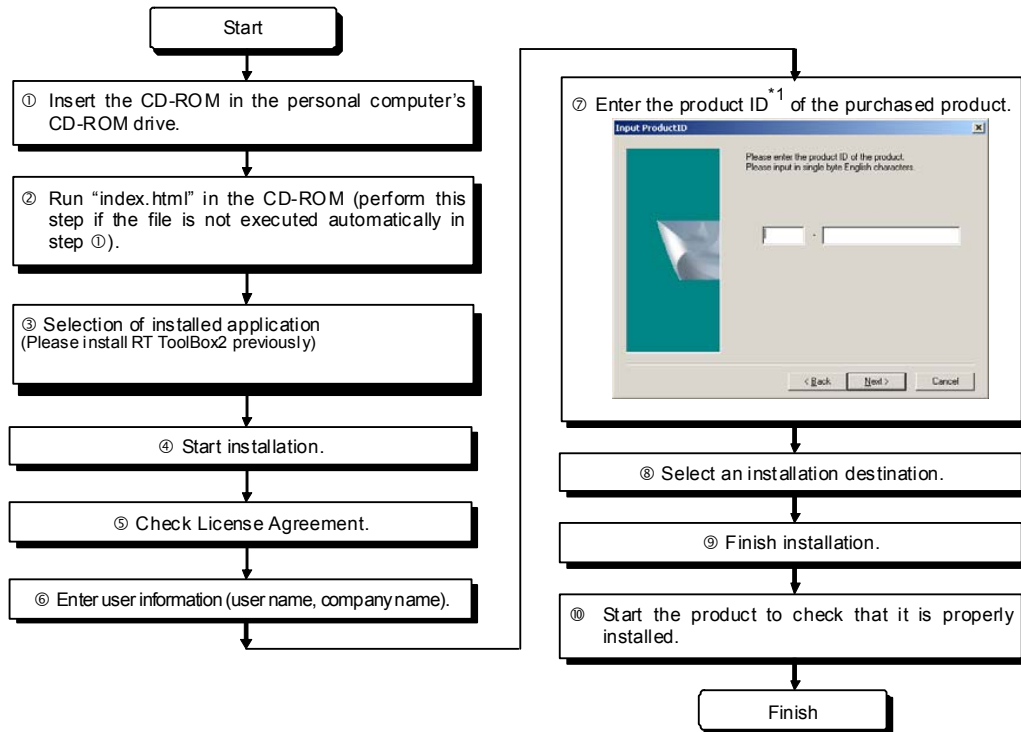 Start
① Insert the CD-ROM in the personal computer's
CD-ROM drive.
② Run “index.html” in the CD-ROM (perform this
step if the file is not executed automatically in
step ①).
③ Selection of installed application
(Please install RT ToolBox2 previously)
④ Start installation.
⑤ Check License Agreement.
⑥ Enter user information (user name, company name).
⑦ Enter the product ID*1 of the purchased product.
Input ProductID
Please enter the product ID of the product.
Please input in single byte English characters.
-
< Back Next > Cancel
⑧ Select an installation destination.
⑨ Finish installation.
⑩ Start the product to check that it is properly
installed.
Finish